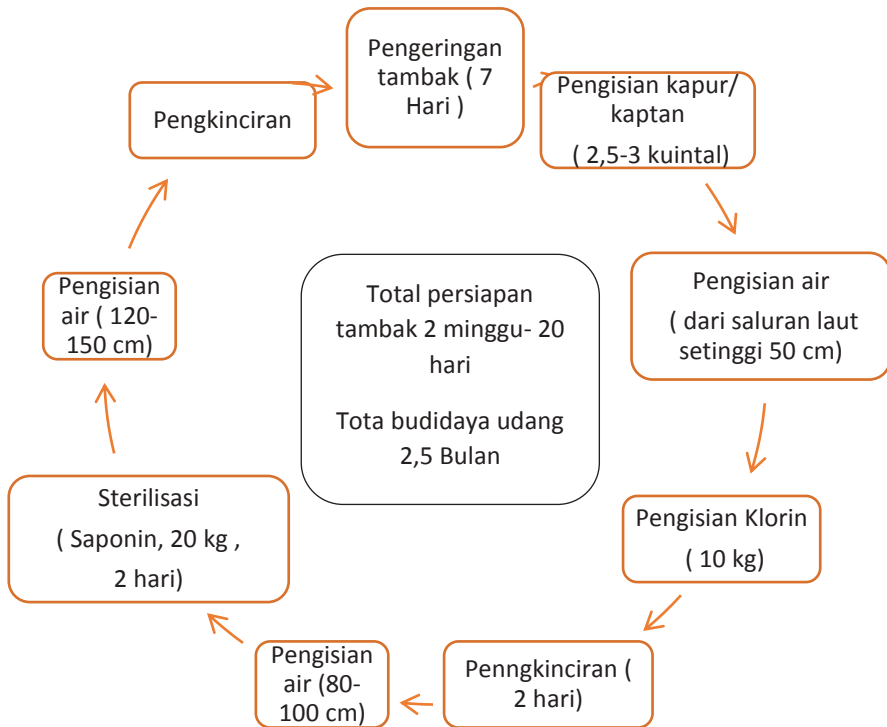 Pengeringan
tambak ( 7
Hari )
Pengisian kapur/
kaptan
( 2,5-3 kuintal)
Pengisian air
( dari saluran laut
setinggi 50 cm)
Pengisian Klorin
( 10 kg)
Penngkinciran (
2 hari)
Pengisian
air (80-
100 cm)
Sterilisasi
( Saponin, 20 kg ,
2 hari)
Pengisian
air ( 120-
150 cm)
Pengkinciran
Total persiapan
tambak 2 minggu- 20
hari
Tota budidaya udang
2,5 Bulan